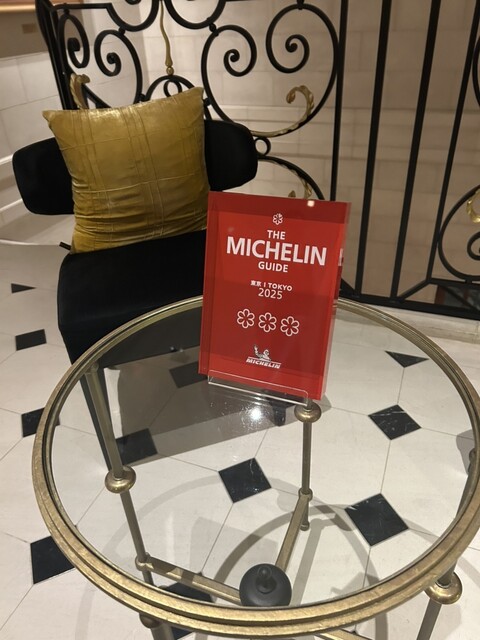 THE
MICHELIN
GUIDE
東京 | TOKYO
2025
MICHELIN